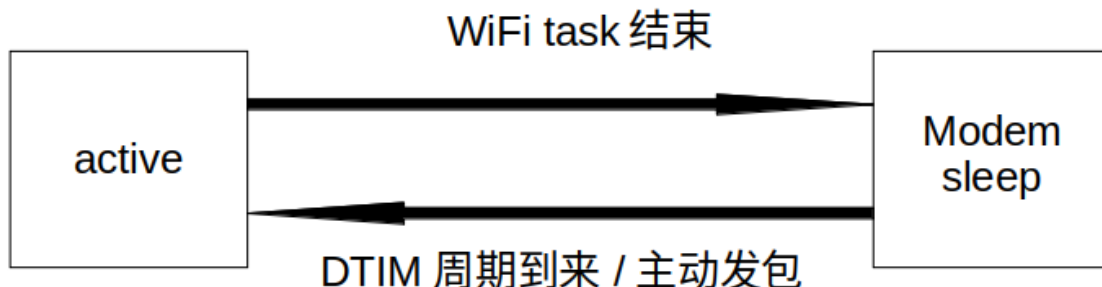 WiFi task 结束
active
Modem
sleep
DTIM 周期到来 / 主动发包